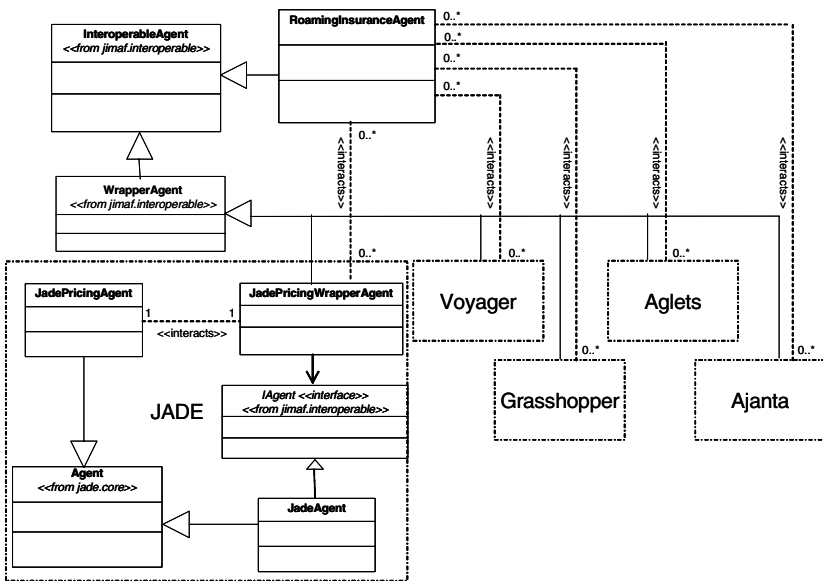 RoamingInsuranceAgent
0..*
0..*
0..*
0..*
0..*
InteroperableAgent
<<from jimaf.interoperable>>
<<interacts>>
<<interacts>>
<<interacts>>
<<interacts>>
<<interacts>>
WrapperAgent
<<from jimaf.interoperable>>
0..*
0..*
0..*
0..*
0..*
JadePricingAgent
1
1
<<interacts>>
JadePricingWrapperAgent
Voyager
Aglets
Grasshopper
Ajanta
JADE
IAgent <<interface>>
<<from jimaf.interoperable>>
Agent
<<from jade.core>>
JadeAgent